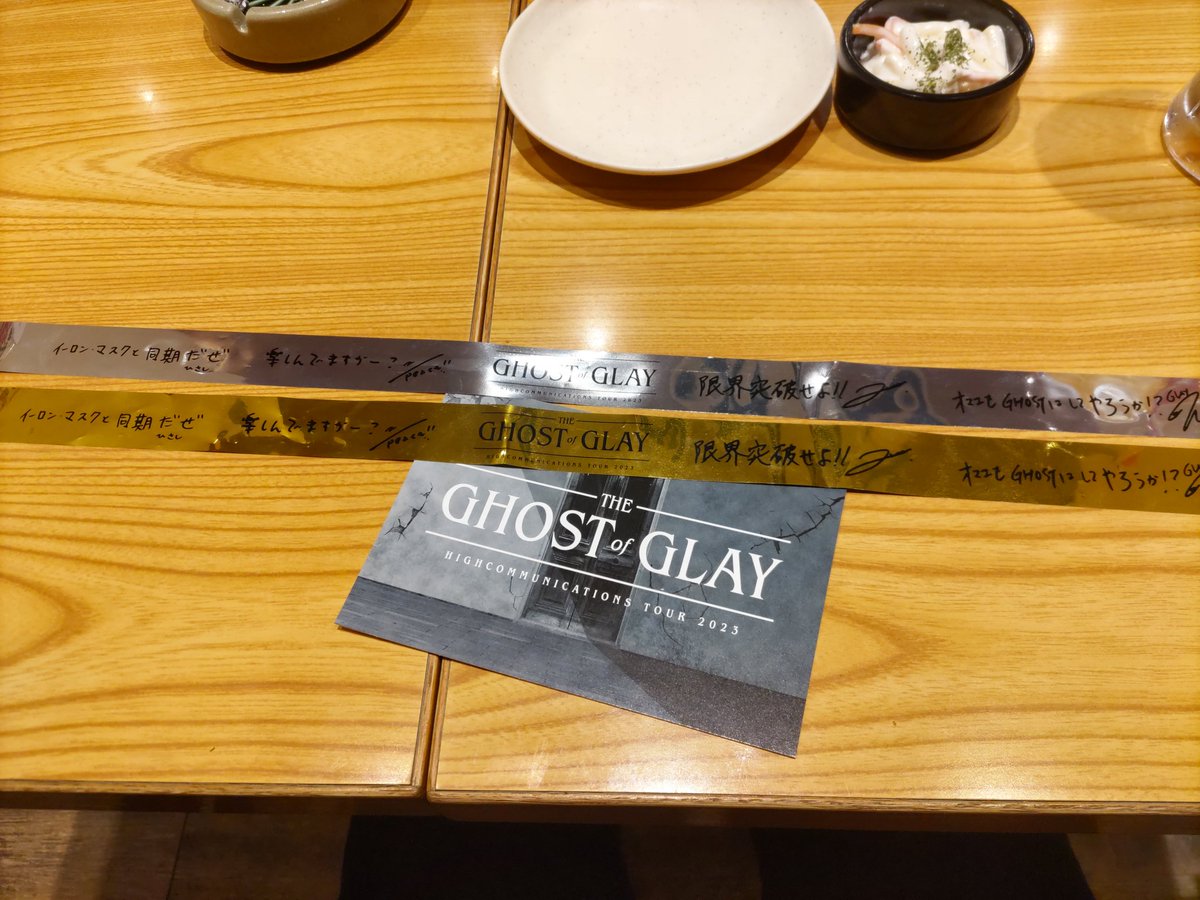 イーロン・マスクと同期だぜ
ひさし
楽しんでますかー?
GHOST of GLAY
HIGHCOMMUNICATIONS TOUR 2023
限界突破せよ!!
オマエもGHOSTにしてやろうか!?
イーロン・マスクと同期だぜ
ひさし
楽しんでますかー?
THE
GHOST of GLAY
HIGHCOMMUNICATIONS TOUR 2023
限界突破せよ!!
オマエもGHOSTにしてやろうか!?
THE
GHOST of GLAY
HIGHCOMMUNICATIONS TOUR 2023